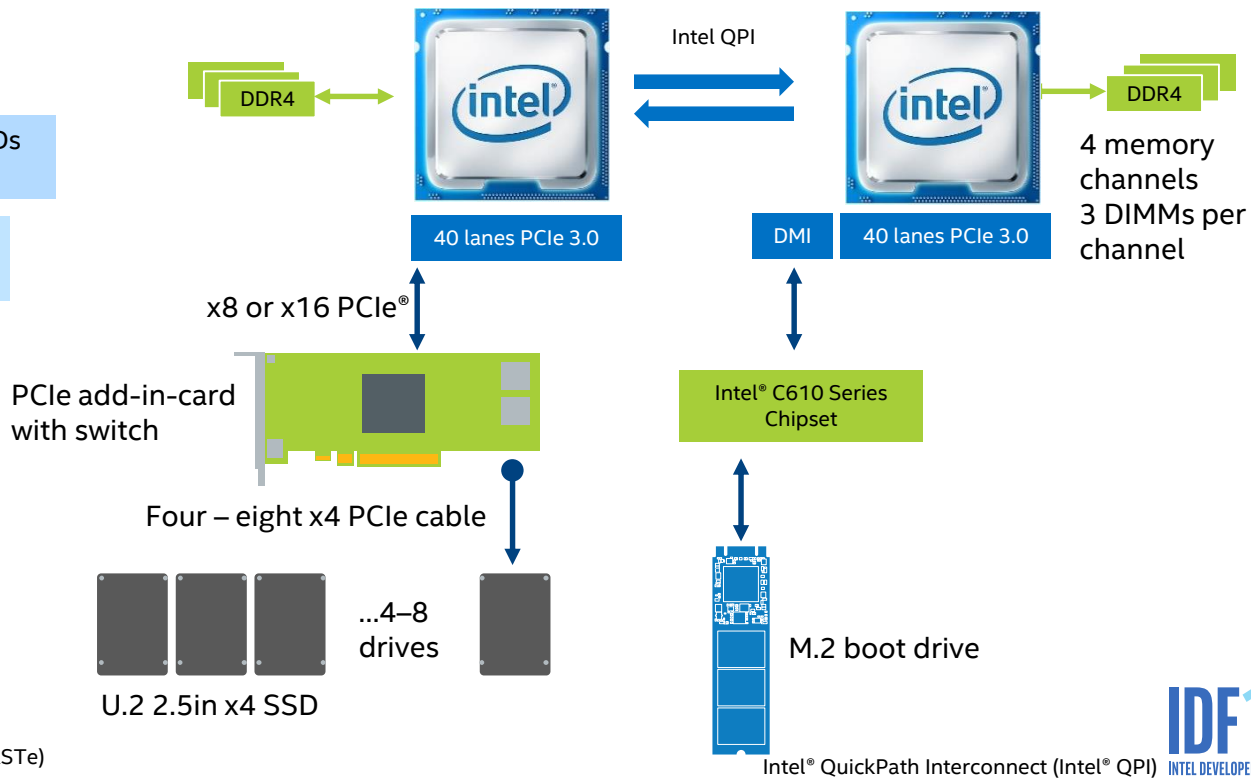 Intel QPI
intel
intel
DDR4
DDR4
4 memory
channels
3 DIMMs per
channel
40 lanes PCIe 3.0
DMI
40 lanes PCIe 3.0
x8 or x16 PCIe®
PCIe add-in-card
with switch
Intel® C610 Series
Chipset
Four – eight x4 PCIe cable
...4–8
drives
M.2 boot drive
U.2 2.5in x4 SSD
STe)
Intel® QuickPath Interconnect (Intel® QPI)
IDF
INTEL DEVELOPE